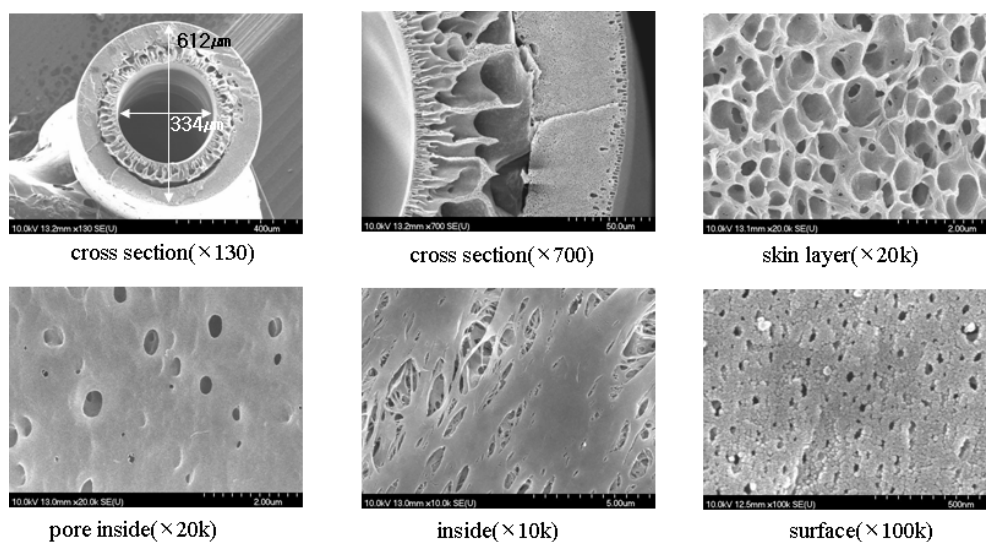 612㎛
334㎛
10.0kV 13.2mm x130 SE(U) 400um
cross section(×130)
10.0kV 13.2mm x700 SE(U) 50.0um
cross section(×700)
10.0kV 13.1mm x20.0k SE(U) 2.00um
skin layer(×20k)
10.0kV 13.0mm x20.0k SE(U) 2.00um
pore inside(×20k)
10.0kV 13.0mm x10.0k SE(U) 5.00um
inside(×10k)
10.0kV 12.5mm x100k SE(U) 500nm
surface(×100k)